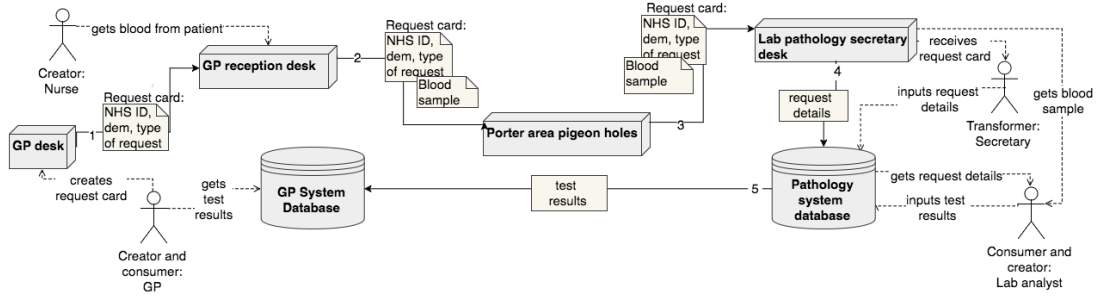 Creator:
Nurse
gets blood from patient
GP reception desk
2
Request card:
NHS ID,
dem, type
of request
Blood
sample
Request card:
NHS ID,
dem, type
of request
Blood
sample
Lab pathology secretary
desk
receives
request card
Request card:
NHS ID,
dem, type
of request
GP desk
1
Porter area pigeon holes
3
4
request
details
inputs request
details
Transformer:
Secretary
gets blood
sample
creates
request card
Creator and
consumer:
GP
gets
test
results
GP System
Database
test
results
5
Pathology
system
database
gets request details
inputs test
results
Consumer and
creator:
Lab analyst